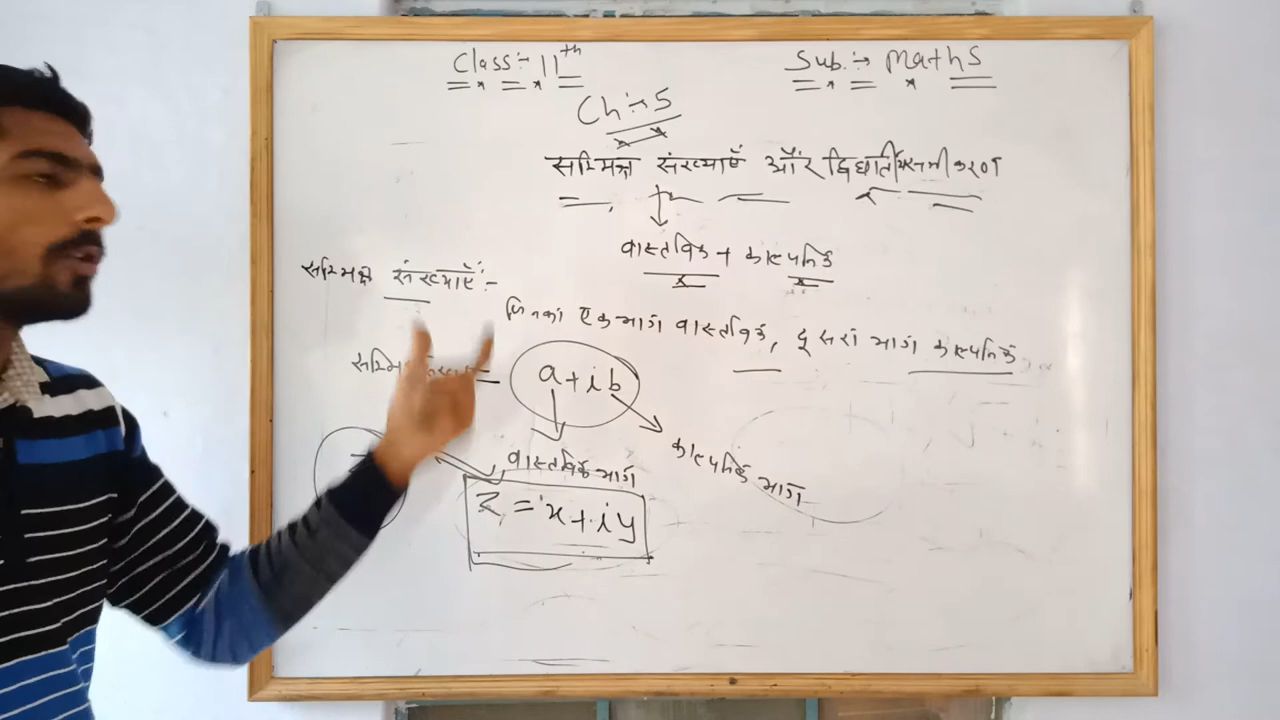 Class:- 11th Sub.:- Maths
Ch:-5
सम्मिश्र संख्याएँ और द्विघातीय समीकरण
वास्तविक + काल्पनिक
सम्मिश्र संख्याएँ:-
जिनका एक भाग वास्तविक, दूसरा भाग काल्पनिक
a+ib
वास्तविक भाग काल्पनिक भाग
z = x+iy